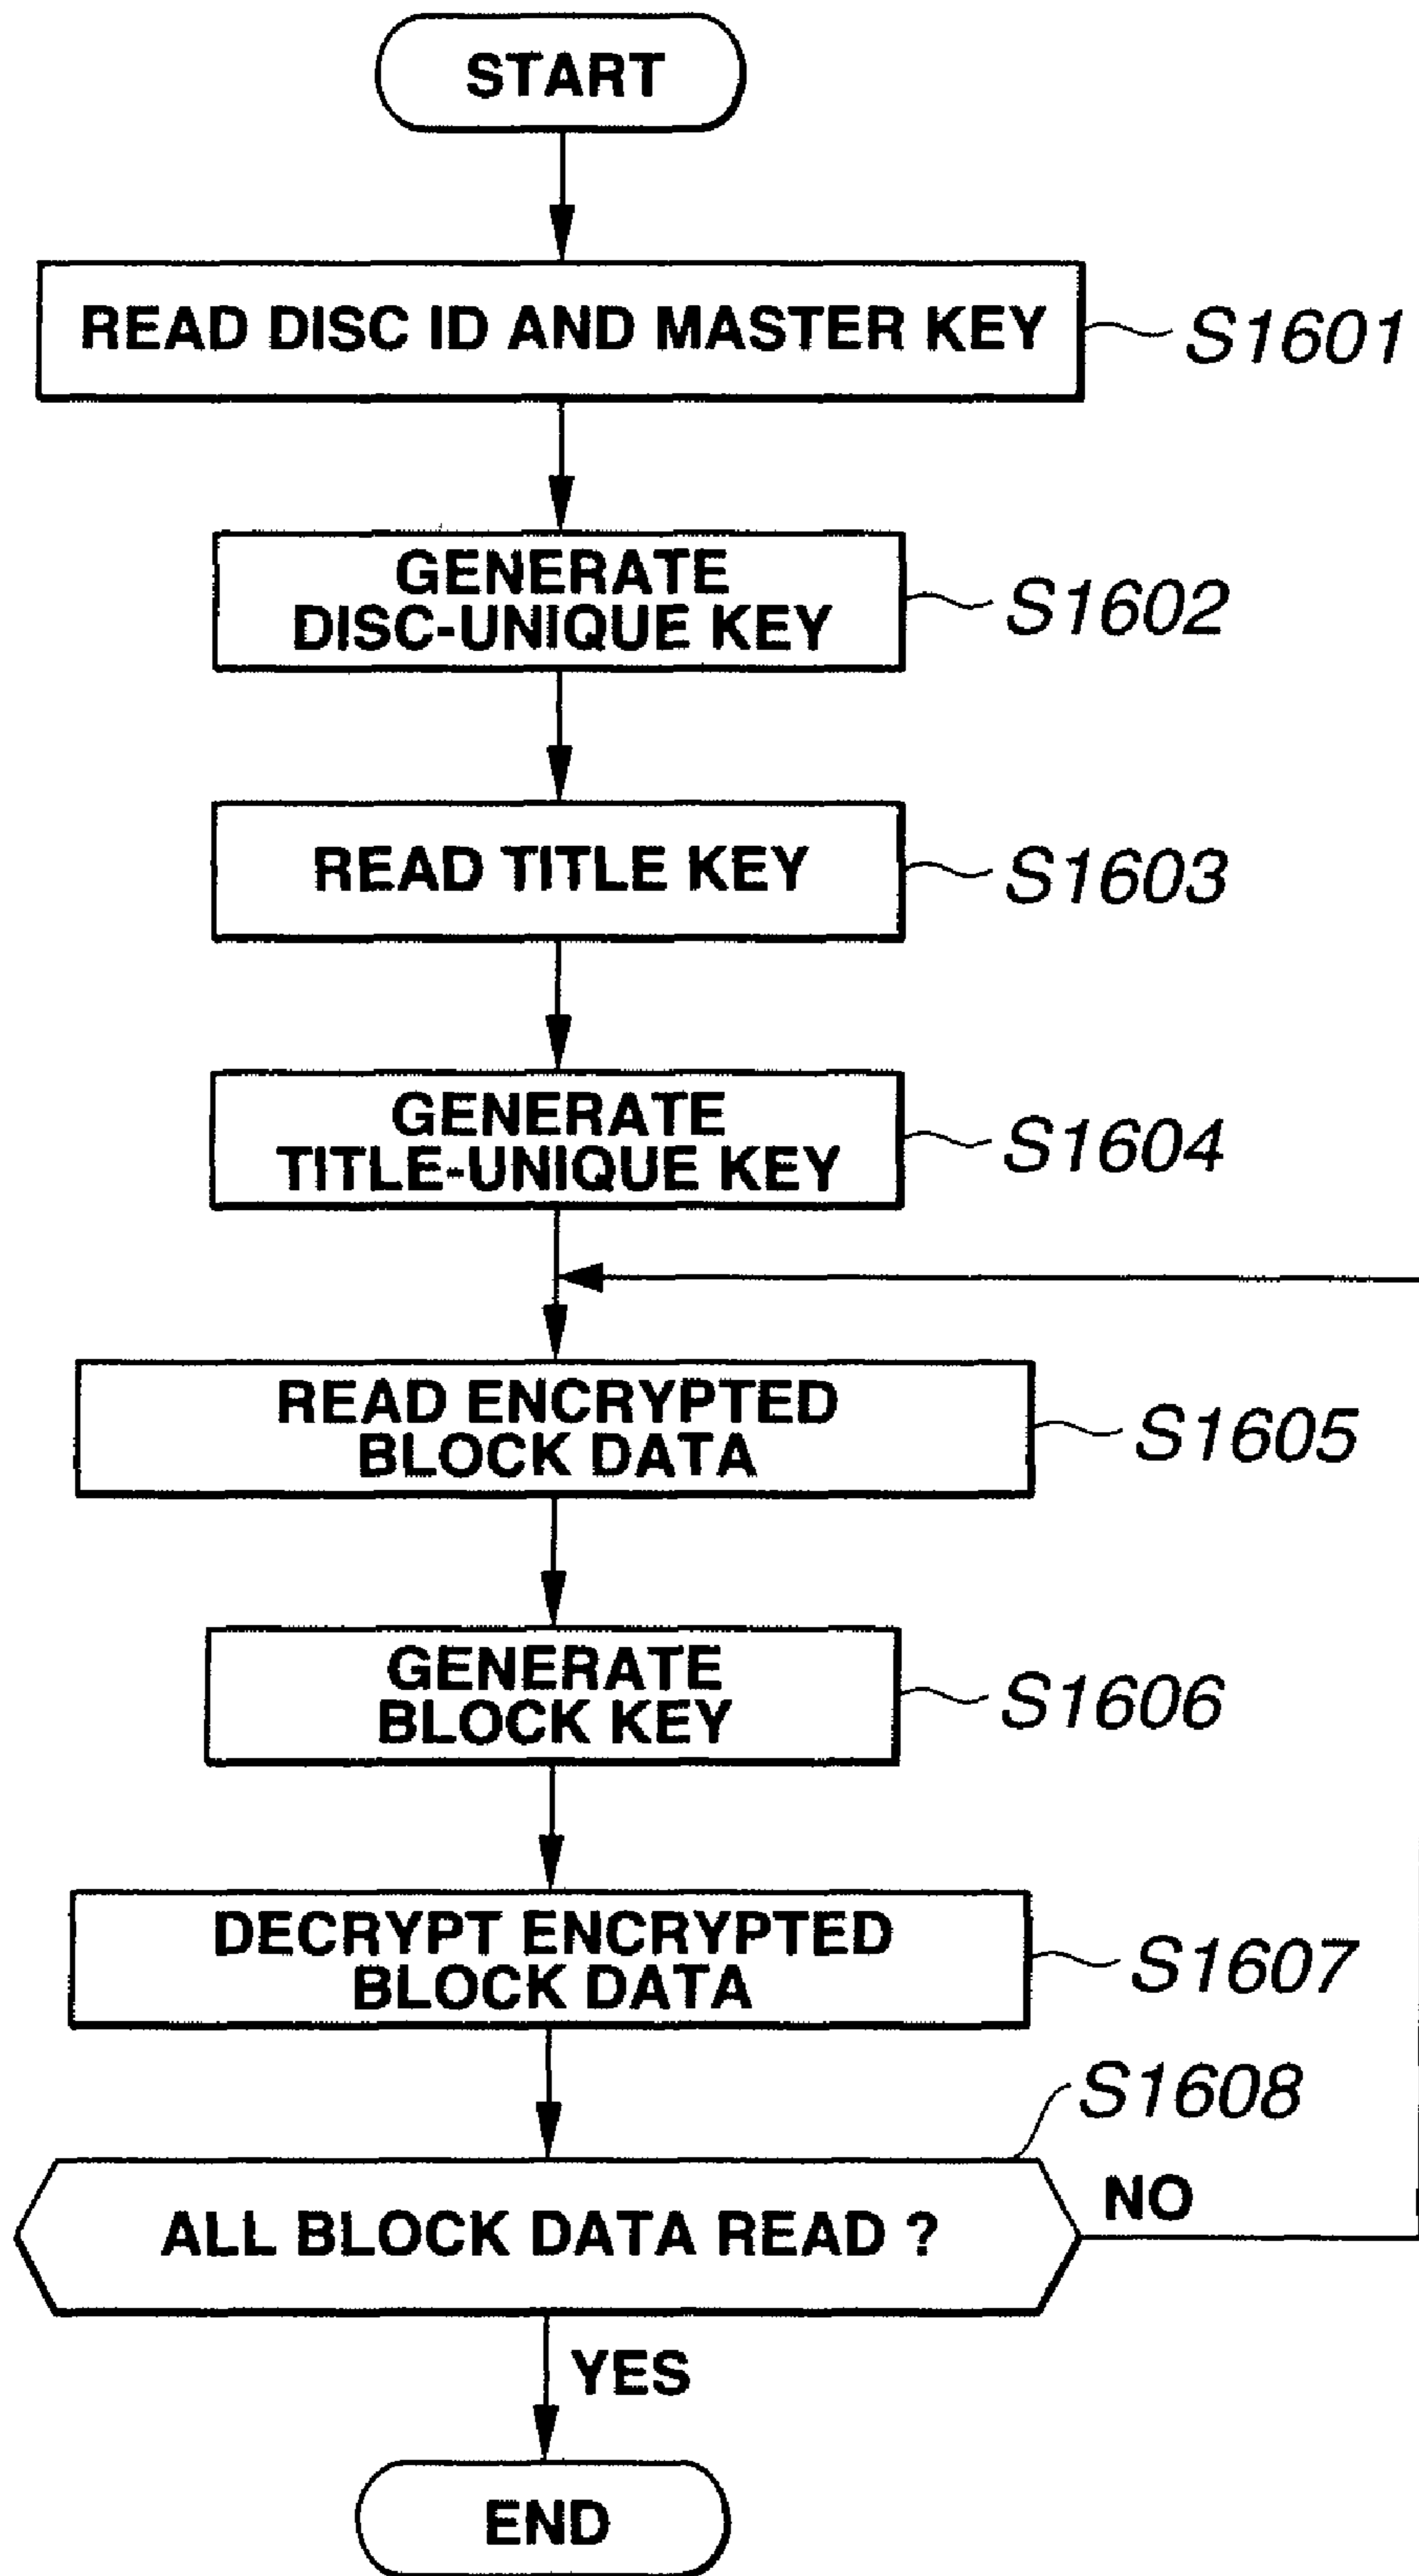 START
READ DISC ID AND MASTER KEY
S1601
GENERATE
DISC-UNIQUE KEY
S1602
READ TITLE KEY
S1603
GENERATE
TITLE-UNIQUE KEY
S1604
READ ENCRYPTED
BLOCK DATA
S1605
GENERATE
BLOCK KEY
S1606
DECRYPT ENCRYPTED
BLOCK DATA
S1607
S1608
ALL BLOCK DATA READ ?
NO
YES
END